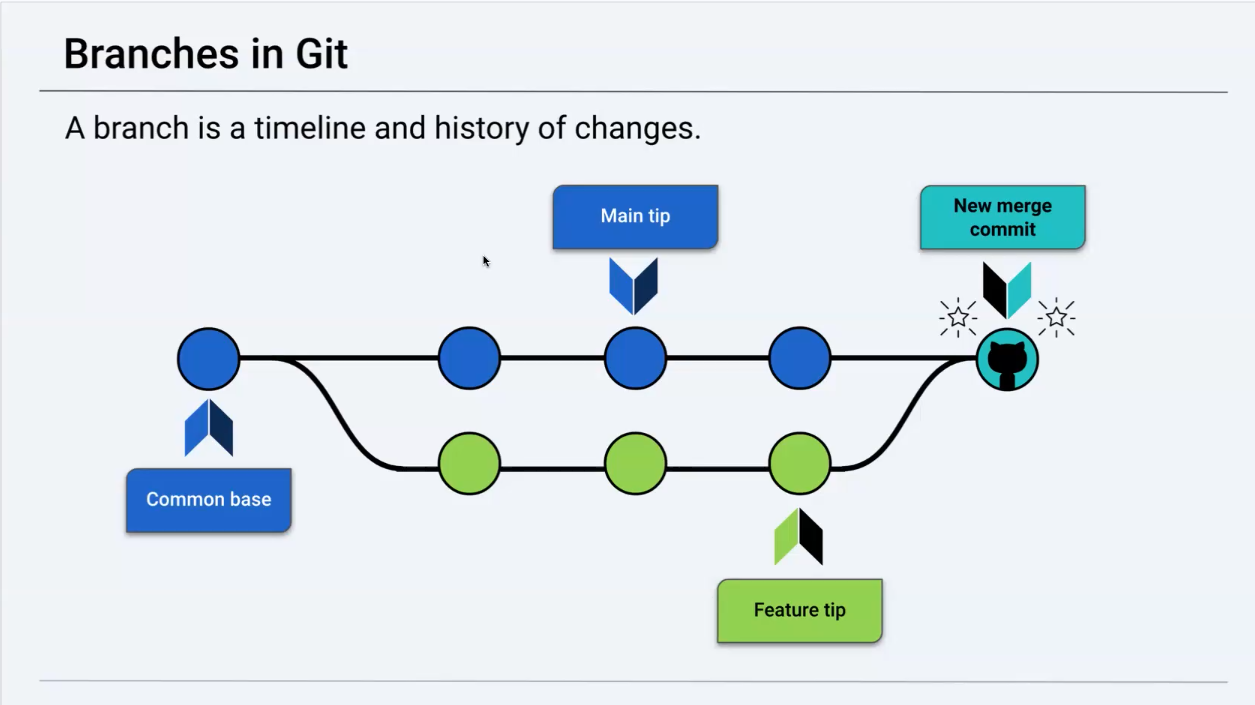 Branches in Git
A branch is a timeline and history of changes.
Main tip
New merge
commit
Common base
Feature tip